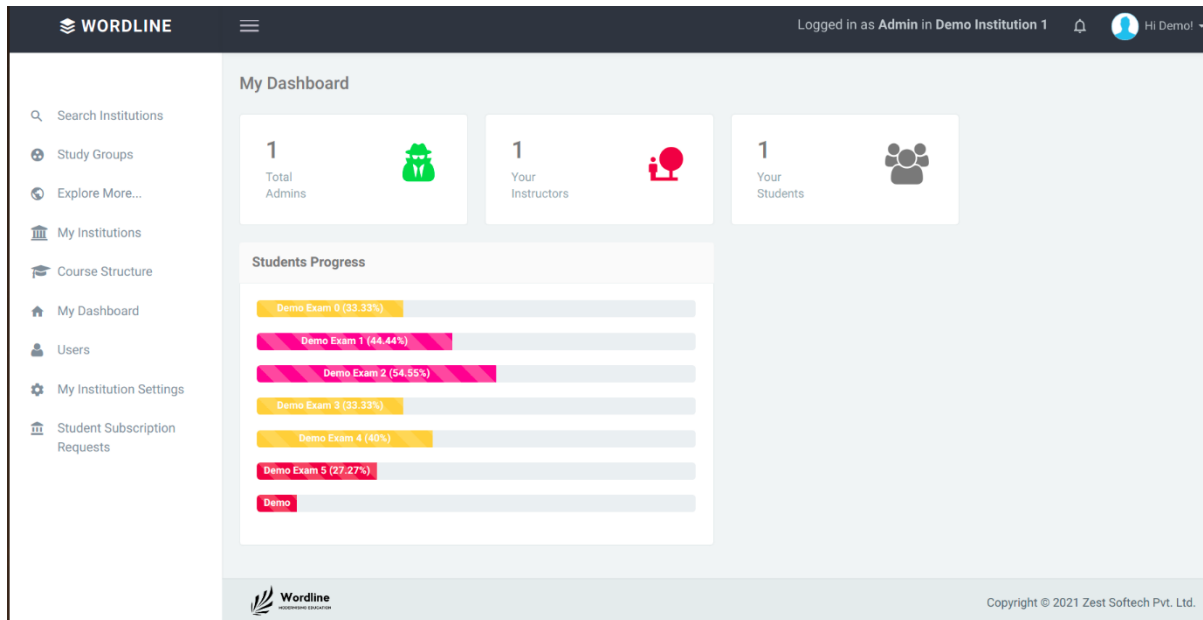 WORDLINE
Logged in as Admin in Demo Institution 1
Hi Demo!
Search Institutions
Study Groups
Explore More...
My Institutions
Course Structure
My Dashboard
Users
My Institution Settings
Student Subscription
Requests
My Dashboard
1
Total
Admins
1
Your
Instructors
1
Your
Students
Students Progress
Demo Exam 0 (33.33%)
Demo Exam 1 (44.44%)
Demo Exam 2 (54.55%)
Demo Exam 3 (33.33%)
Demo Exam 4 (40%)
Demo Exam 5 (27.27%)
Demo
Wordline
MODERNISING EDUCATION
Copyright © 2021 Zest Softech Pvt. Ltd.